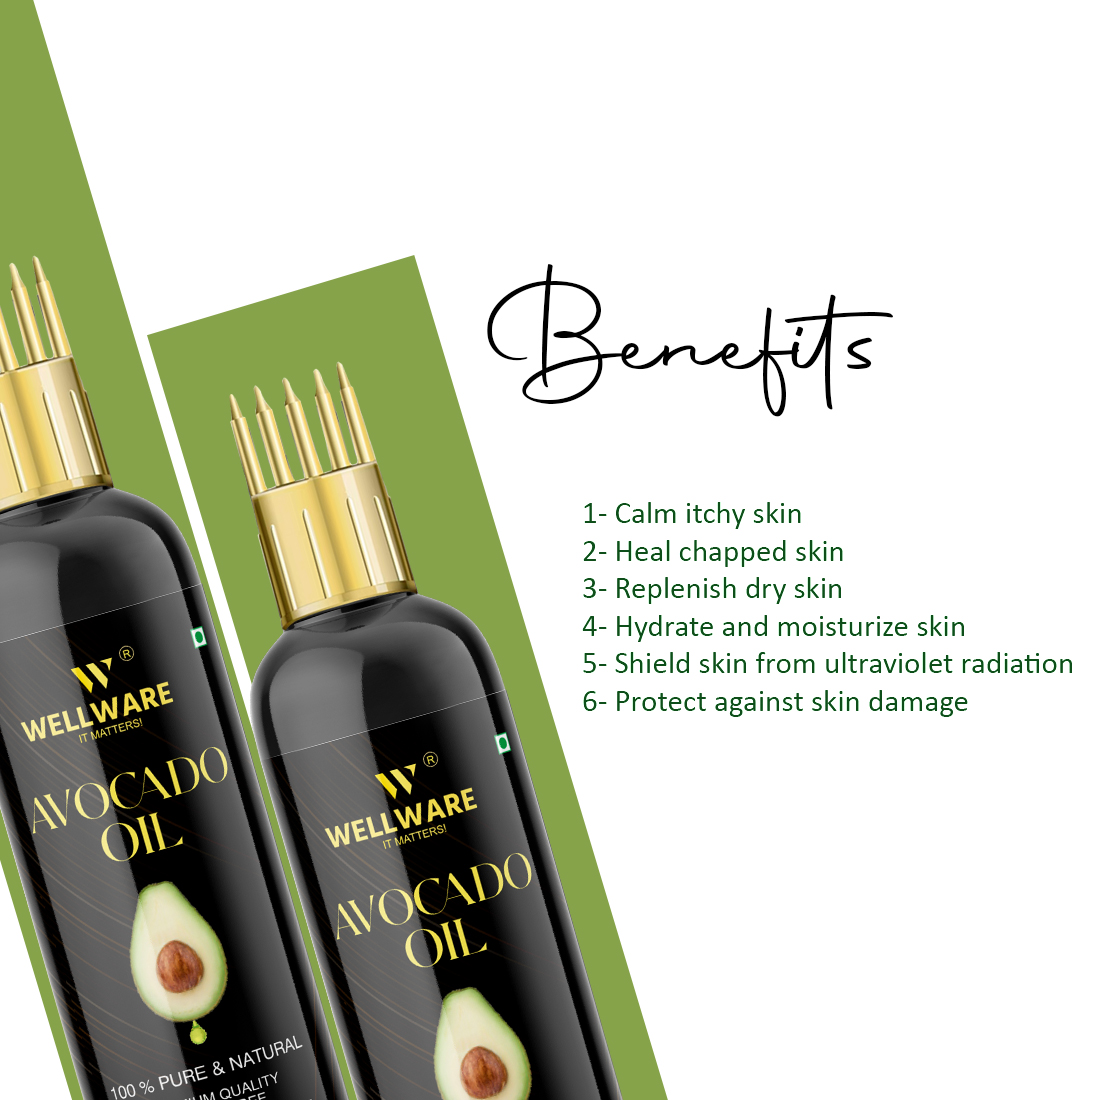 Benefits
1- Calm itchy skin
2- Heal chapped skin
3- Replenish dry skin
4- Hydrate and moisturize skin
5- Shield skin from ultraviolet radiation
6- Protect against skin damage
W ®
WELLWARE
IT MATTERS!
AVOCADO
OIL
100 % PURE & NATURAL
QUALITY
W ®
WELLWARE
IT MATTERS!
AVOCADO
OIL